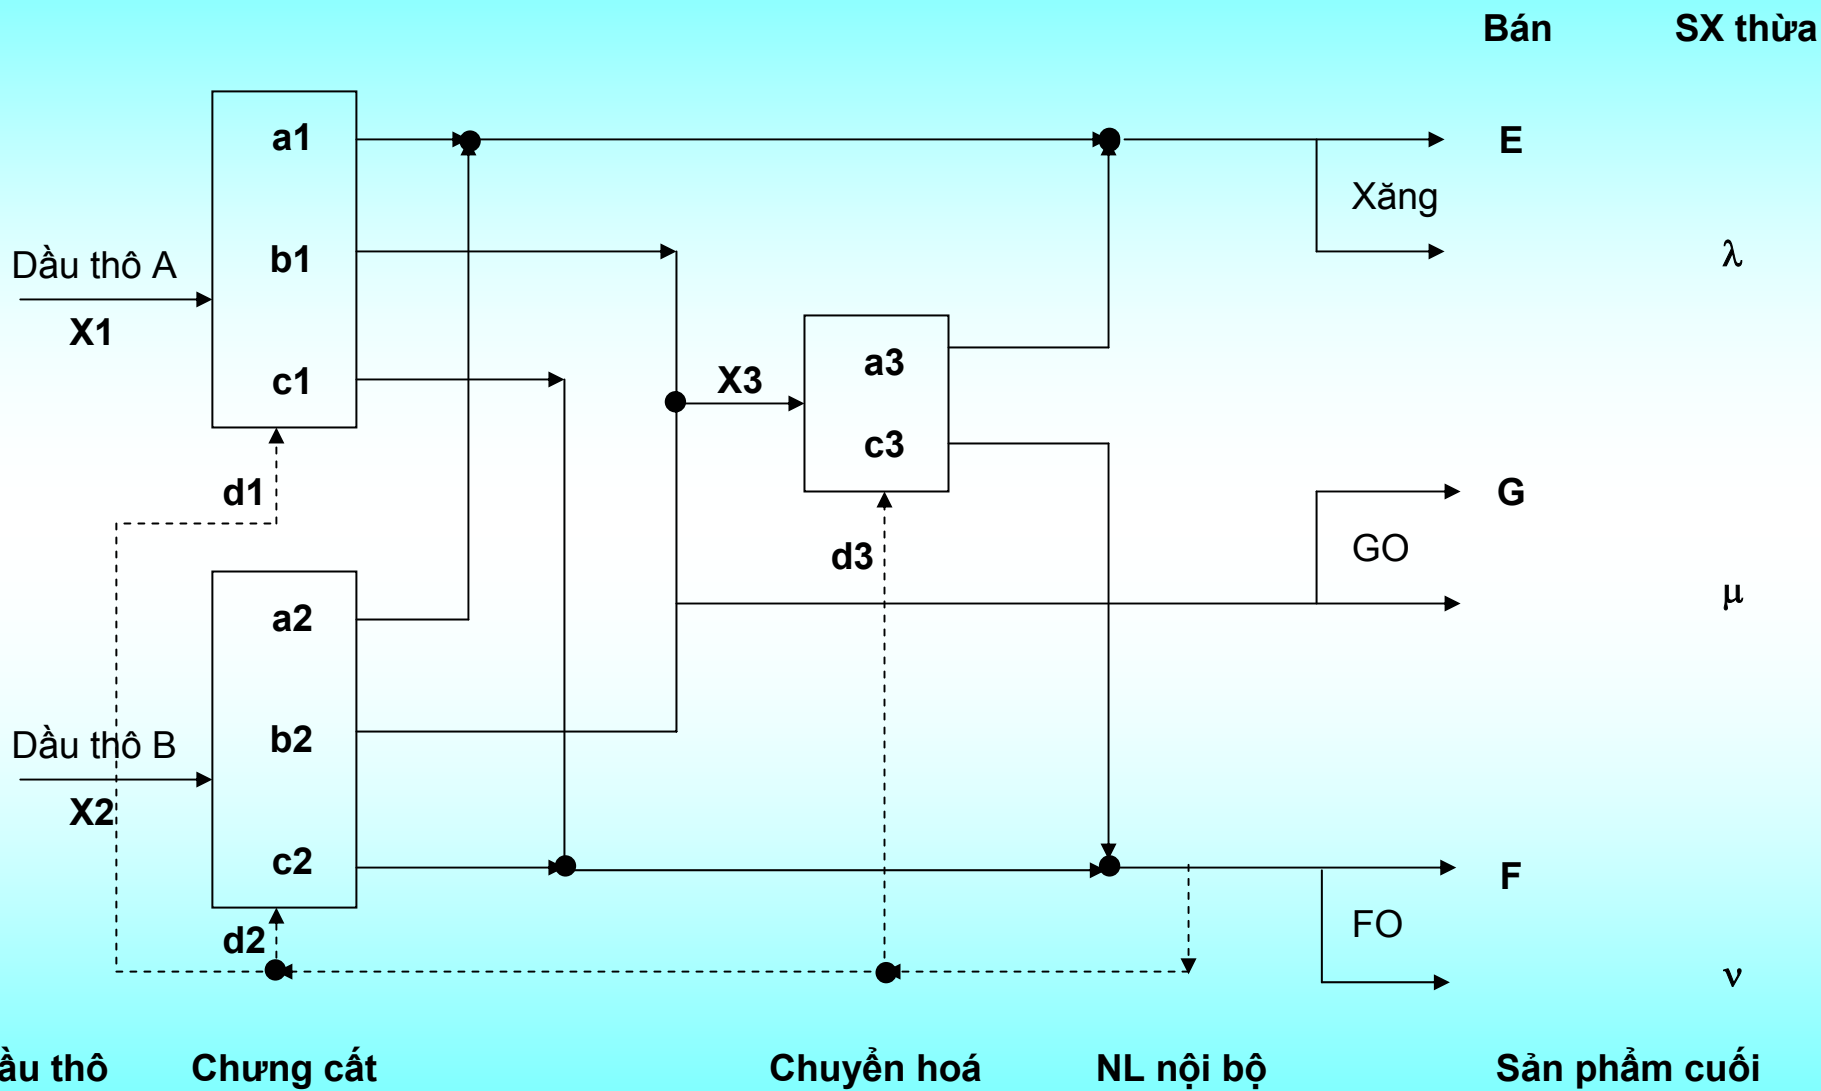 Bán SX thừa
a1
E
Xăng
Dầu thô A
b1
λ
X1
c1
X3
a3
c3
d1
G
d3
GO
a2
μ
Dầu thô B
b2
X2
c2
F
d2
FO
ν
ầu thô Chưng cất Chuyển hoá NL nội bộ Sản phẩm cuối